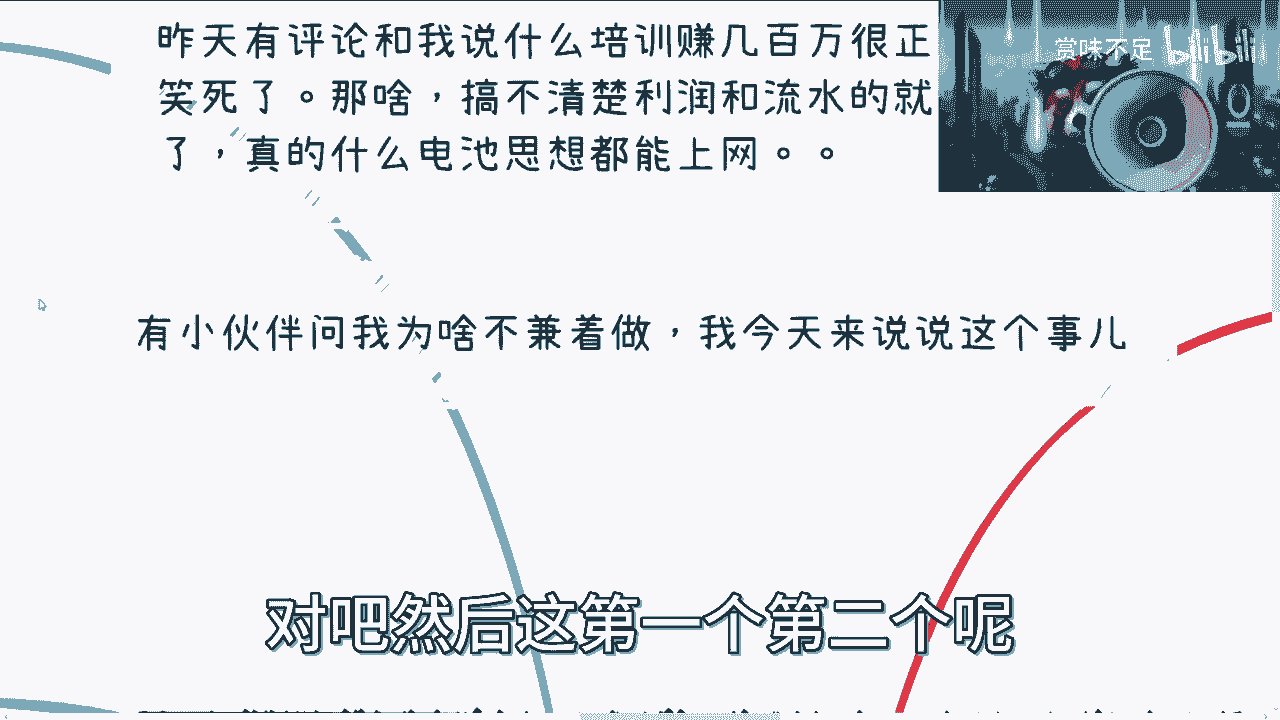 昨天有评论和我说什么培训赚几百万很正
笑死了。那啥，搞不清楚利润和流水的就
了，真的什么电池思想都能上网。。
赏味不足 bilibili
有小伙伴问我为啥不兼着做，我今天来说说这个事儿
对吧然后这第一个第二个呢